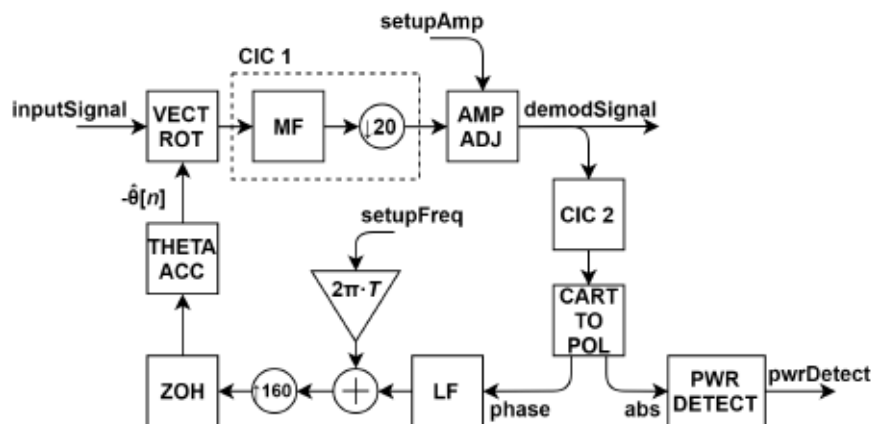 setupAmp
CIC 1
inputSignal
VECT
ROT
MF
↓20
AMP
ADJ
demodSignal
-θ̂[n]
setupFreq
CIC 2
THETA
ACC
2π·T
CART
TO
POL
ZOH
↑160
+
LF
PWR
DETECT
pwrDetect
phase
abs